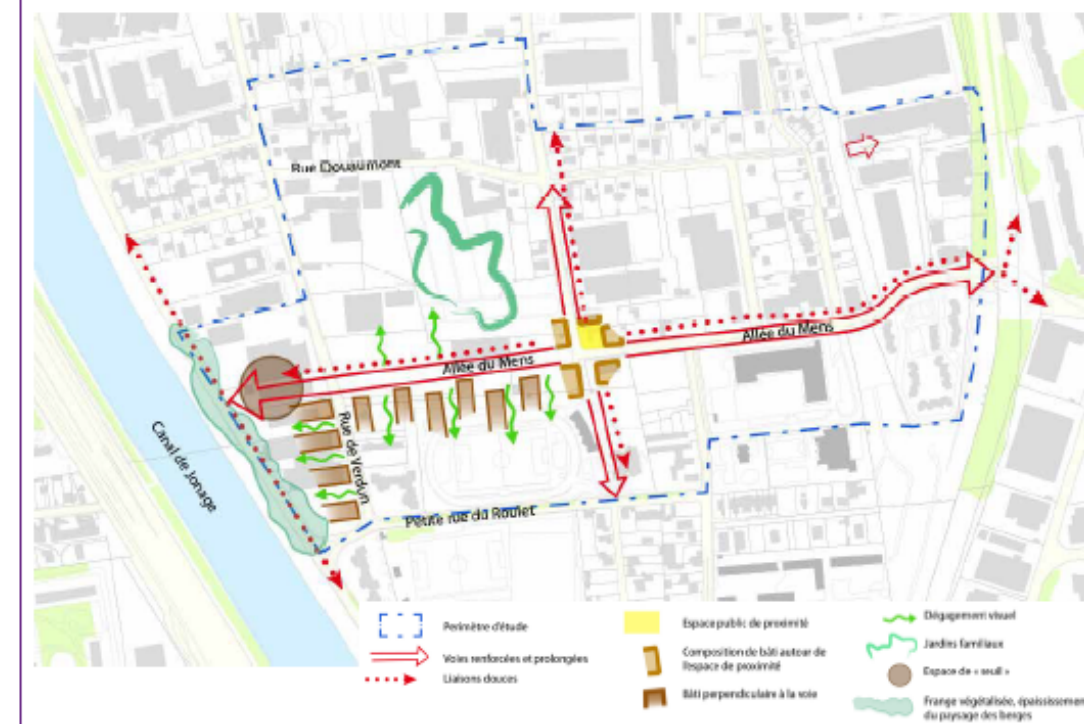 Rue Douaumont
Allée du Mens
Allée du Mens
Rue de Verdun
Canal de Jonage
Petite rue du Roulet
Perimètre d'étude
Voies renforcées et prolongées
Liaisons douces
Espace public de proximité
Composition de bâti autour de
l'espace de proximité
Bâti perpendiculaire à la voie
Dégagement visuel
Jardins familiaux
Espace de « seuil »
Frange végétalisée, épaississement
du paysage des berges